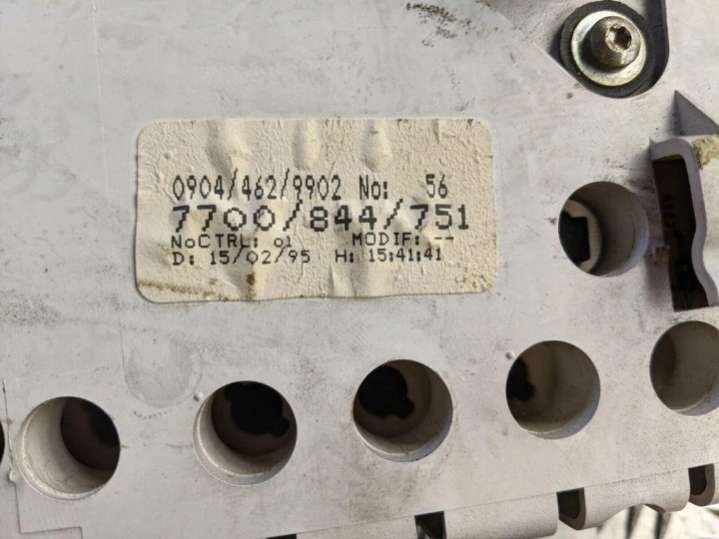 0904/462/9902 No: 56
7700/844/751
NoCTRL: 01 MODIF: --
D: 15/02/95 H: 15:41:41